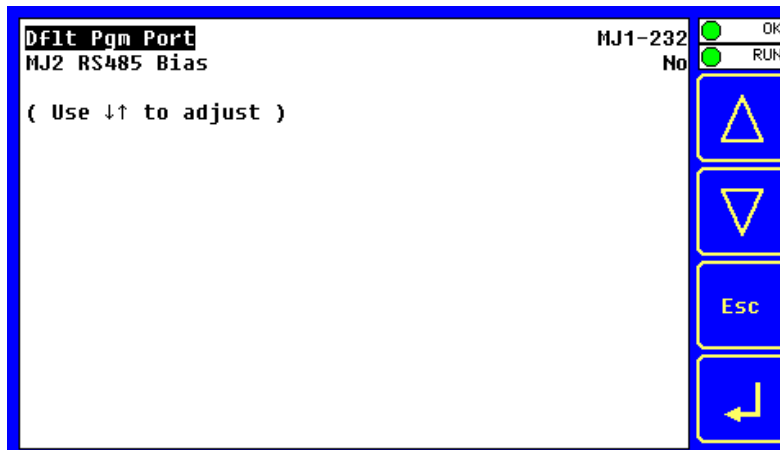 Dflt Pgm Port MJ1-232
MJ2 RS485 Bias No
( Use ↓↑ to adjust )
OK
RUN
Esc